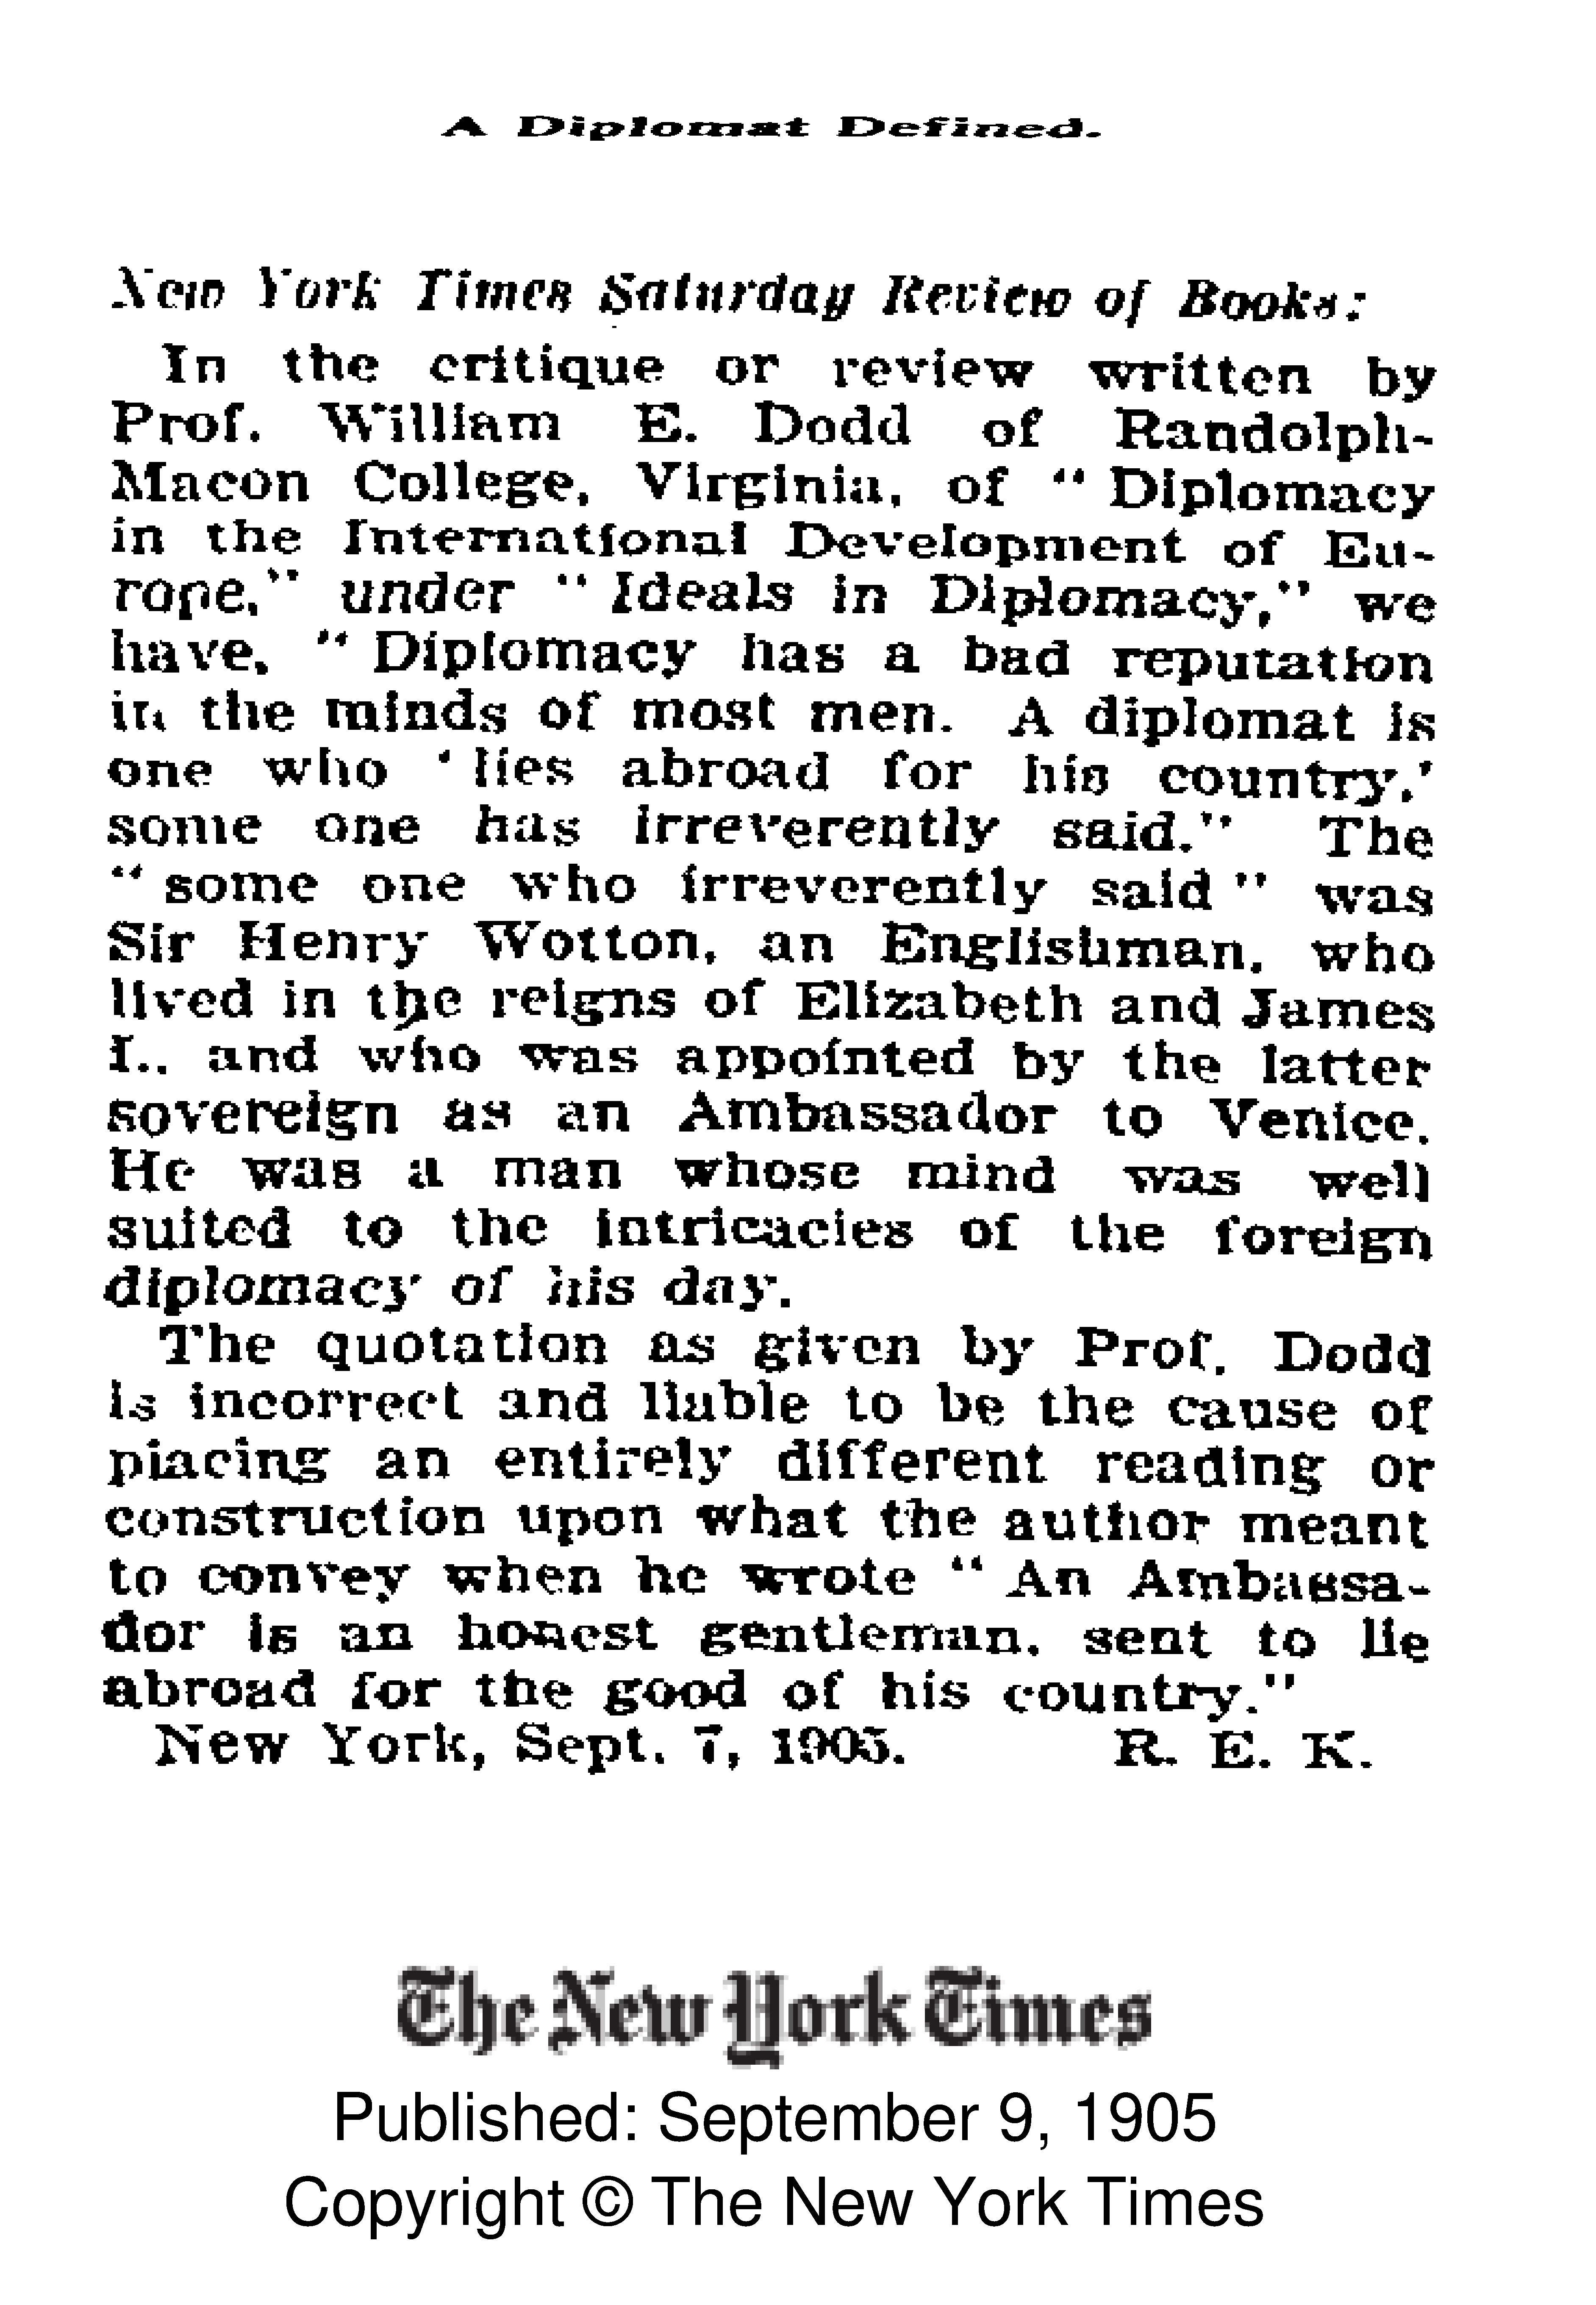 A Diplomat Defined.
New York Times Saturday Review of Books:
In the critique or review written by
Prof. William E. Dodd of Randolph-
Macon College, Virginia, of "Diplomacy
in the International Development of Eu-
rope," under "Ideals in Diplomacy," we
have, "Diplomacy has a bad reputation
in the minds of most men. A diplomat is
one who 'lies abroad for his country,'
some one has irreverently said." The
"some one who irreverently said" was
Sir Henry Wotton, an Englishman, who
lived in the reigns of Elizabeth and James
I., and who was appointed by the latter
sovereign as an Ambassador to Venice.
He was a man whose mind was well
suited to the intricacies of the foreign
diplomacy of his day.
The quotation as given by Prof. Dodd
is incorrect and liable to be the cause of
placing an entirely different reading or
construction upon what the author meant
to convey when he wrote "An Ambassa-
dor is an honest gentleman, sent to lie
abroad for the good of his country."
New York, Sept. 7, 1905. R. E. K.
The New York Times
Published: September 9, 1905
Copyright © The New York Times